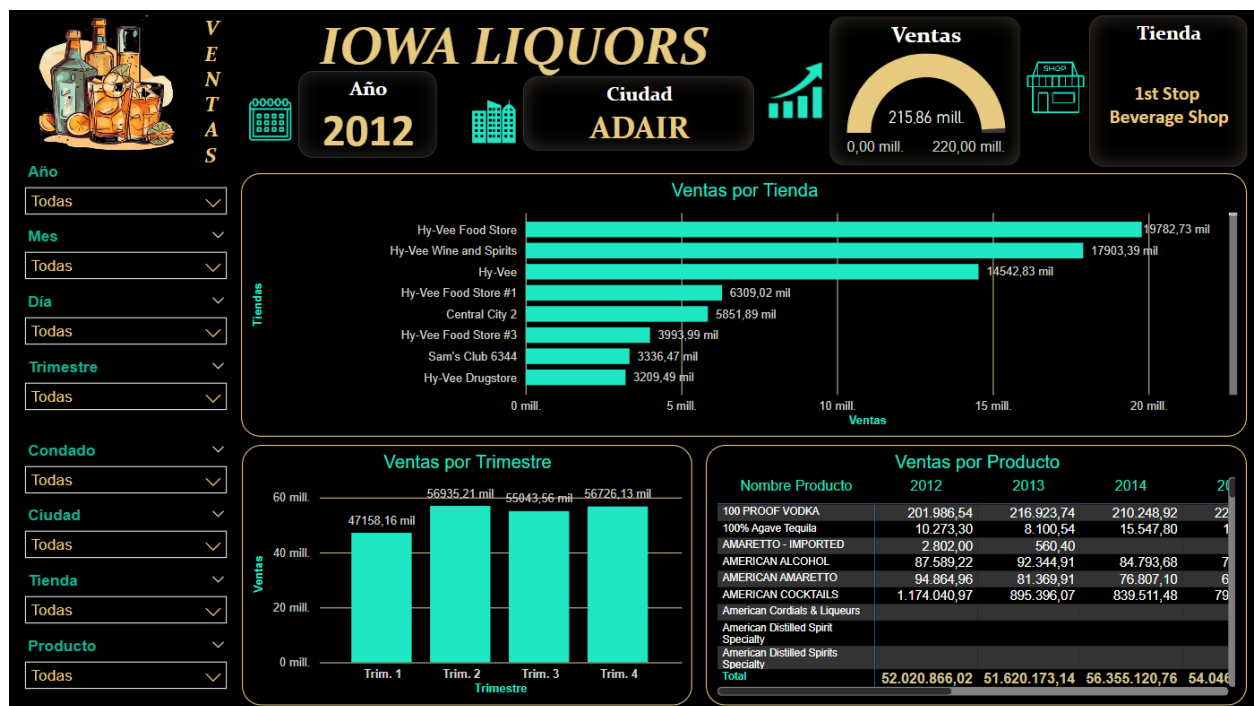 VENTAS
IOWA LIQUORS
Año
2012
Ciudad
ADAIR
Ventas
215,86 mill.
0,00 mill. 220,00 mill.
SHOP
Tienda
1st Stop
Beverage Shop
Año
Todas
Mes
Todas
Día
Todas
Trimestre
Todas
Condado
Todas
Ciudad
Todas
Tienda
Todas
Producto
Todas
Ventas por Tienda
Tiendas
Hy-Vee Food Store 19782,73 mil
Hy-Vee Wine and Spirits 17903,39 mil
Hy-Vee 14542,83 mil
Hy-Vee Food Store #1 6309,02 mil
Central City 2 5851,89 mil
Hy-Vee Food Store #3 3993,99 mil
Sam's Club 6344 3336,47 mil
Hy-Vee Drugstore 3209,49 mil
0 mill. 5 mill. 10 mill. 15 mill. 20 mill.
Ventas
Ventas por Trimestre
Ventas
60 mill.
40 mill.
20 mill.
0 mill.
47158,16 mil 56935,21 mil 55043,56 mil 56726,13 mil
Trim. 1 Trim. 2 Trim. 3 Trim. 4
Trimestre
Ventas por Producto
Nombre Producto 2012 2013 2014 20
100 PROOF VODKA 201.986,54 216.923,74 210.248,92 22
100% Agave Tequila 10.273,30 8.100,54 15.547,80 1
AMARETTO - IMPORTED 2.802,00 560,40
AMERICAN ALCOHOL 87.589,22 92.344,91 84.793,68 7
AMERICAN AMARETTO 94.864,96 81.369,91 76.807,10 6
AMERICAN COCKTAILS 1.174.040,97 895.396,07 839.511,48 79
American Cordials & Liqueurs
American Distilled Spirit
Specialty
American Distilled Spirits
Specialty
Total 52.020.866,02 51.620.173,14 56.355.120,76 54.046